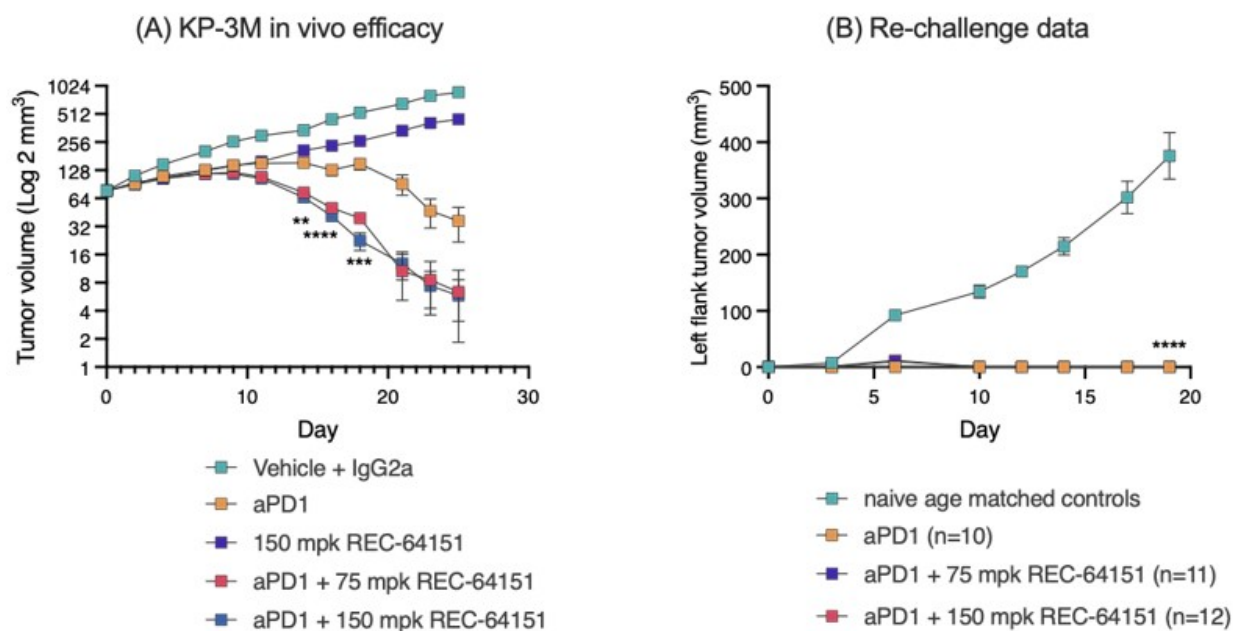 (A) KP-3M in vivo efficacy
Tumor volume (Log 2 mm³)
1024
512
256
128
64
32
16
8
4
2
1
**
****
***
0
10
20
30
Day
Vehicle + IgG2a
aPD1
150 mpk REC-64151
aPD1 + 75 mpk REC-64151
aPD1 + 150 mpk REC-64151
(B) Re-challenge data
Left flank tumor volume (mm³)
500
400
300
200
100
0
****
0
5
10
15
20
Day
naive age matched controls
aPD1 (n=10)
aPD1 + 75 mpk REC-64151 (n=11)
aPD1 + 150 mpk REC-64151 (n=12)